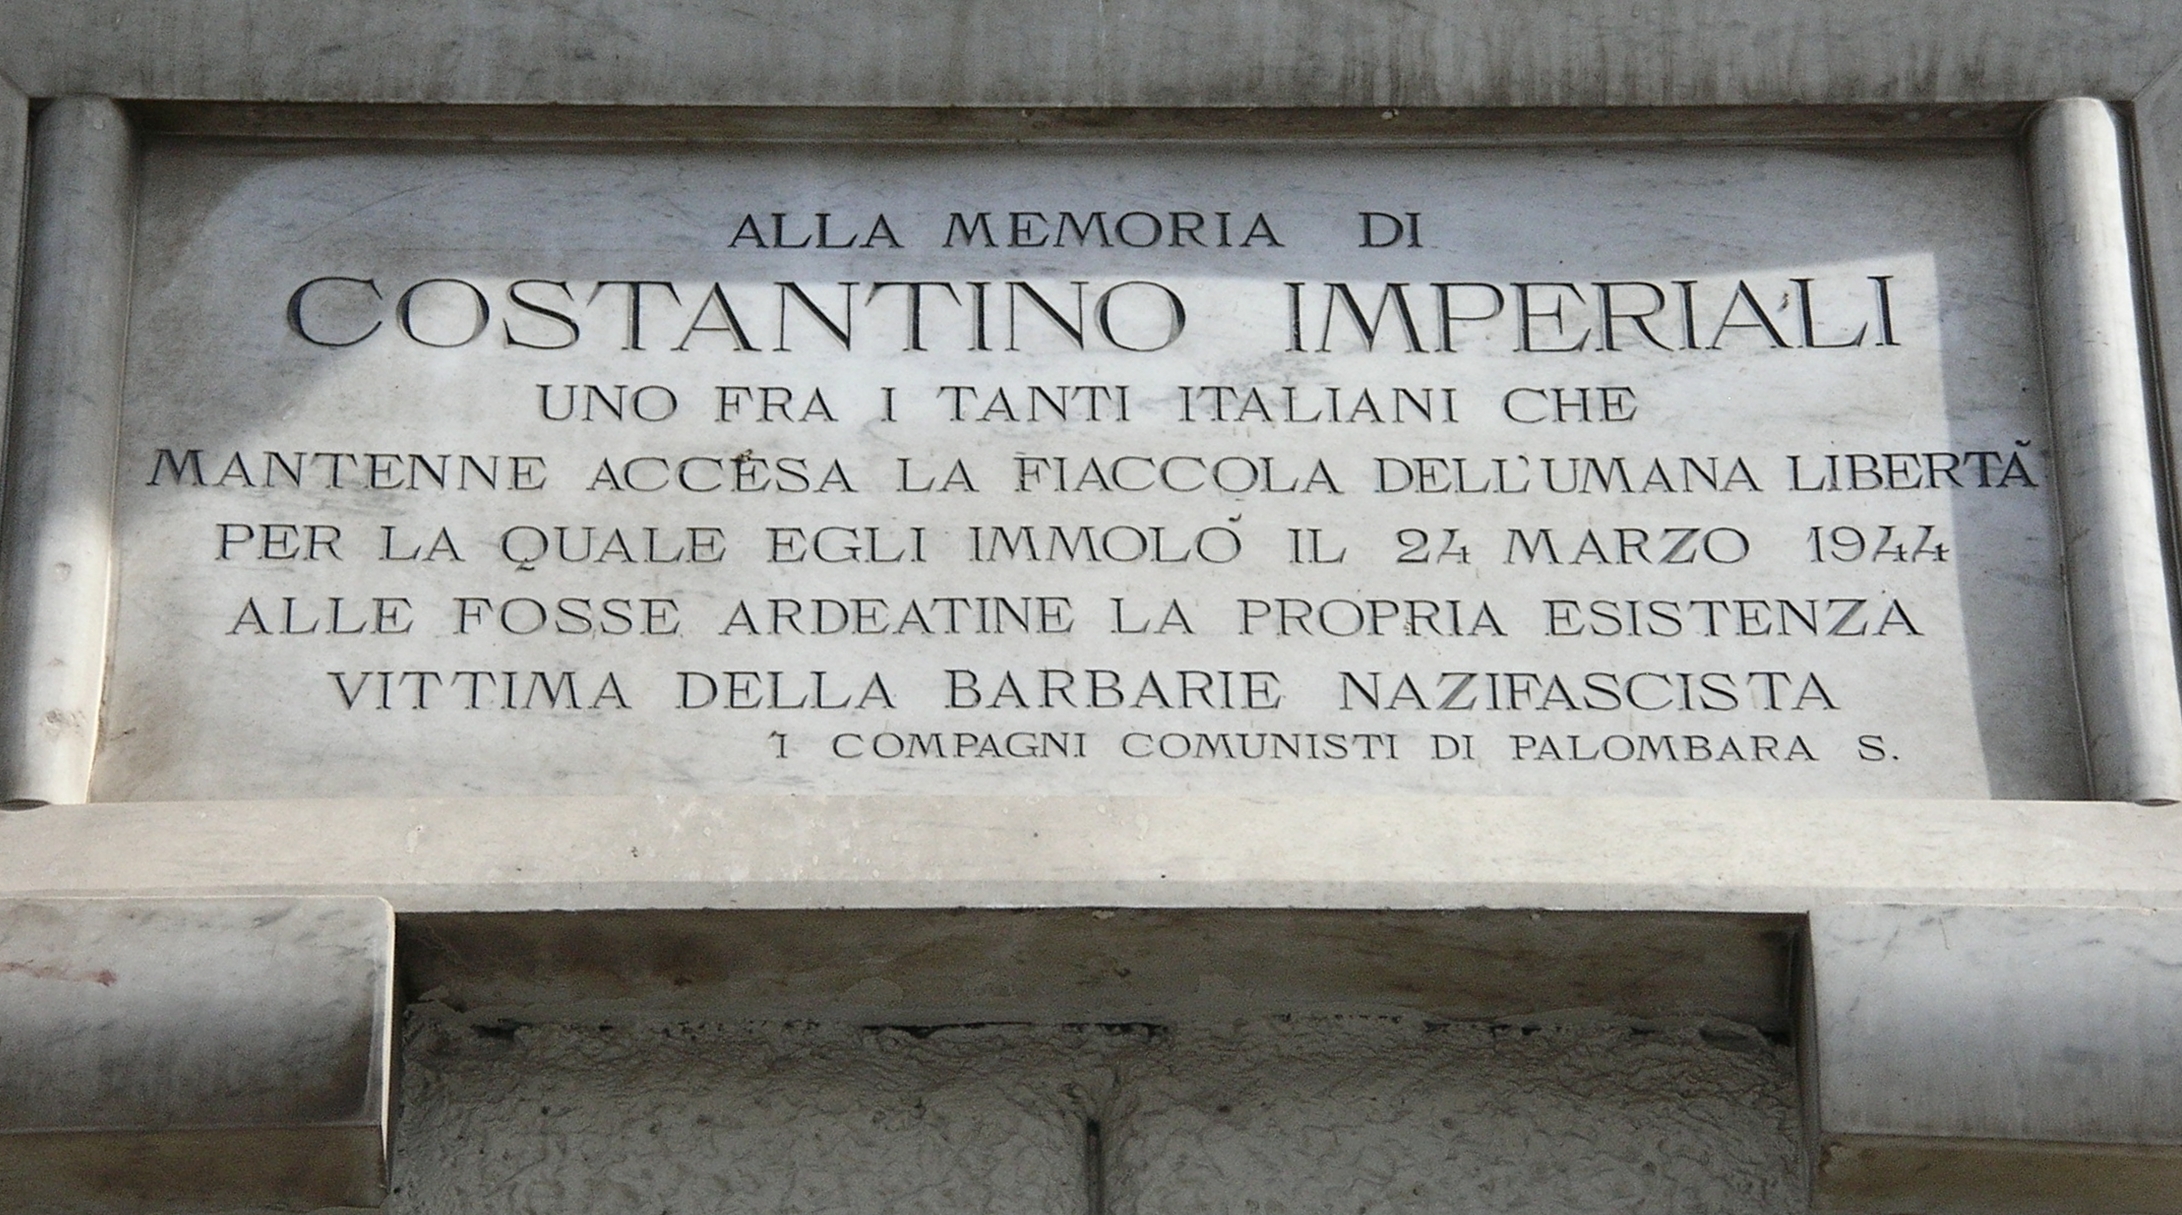 ALLA MEMORIA DI
COSTANTINO IMPERIALI
UNO FRA I TANTI ITALIANI CHE
MANTENNE ACCESA LA FIACCOLA DELL'UMANA LIBERTÀ
PER LA QUALE EGLI IMMOLÒ IL 24 MARZO 1944
ALLE FOSSE ARDEATINE LA PROPRIA ESISTENZA
VITTIMA DELLA BARBARIE NAZIFASCISTA
I COMPAGNI COMUNISTI DI PALOMBARA S.